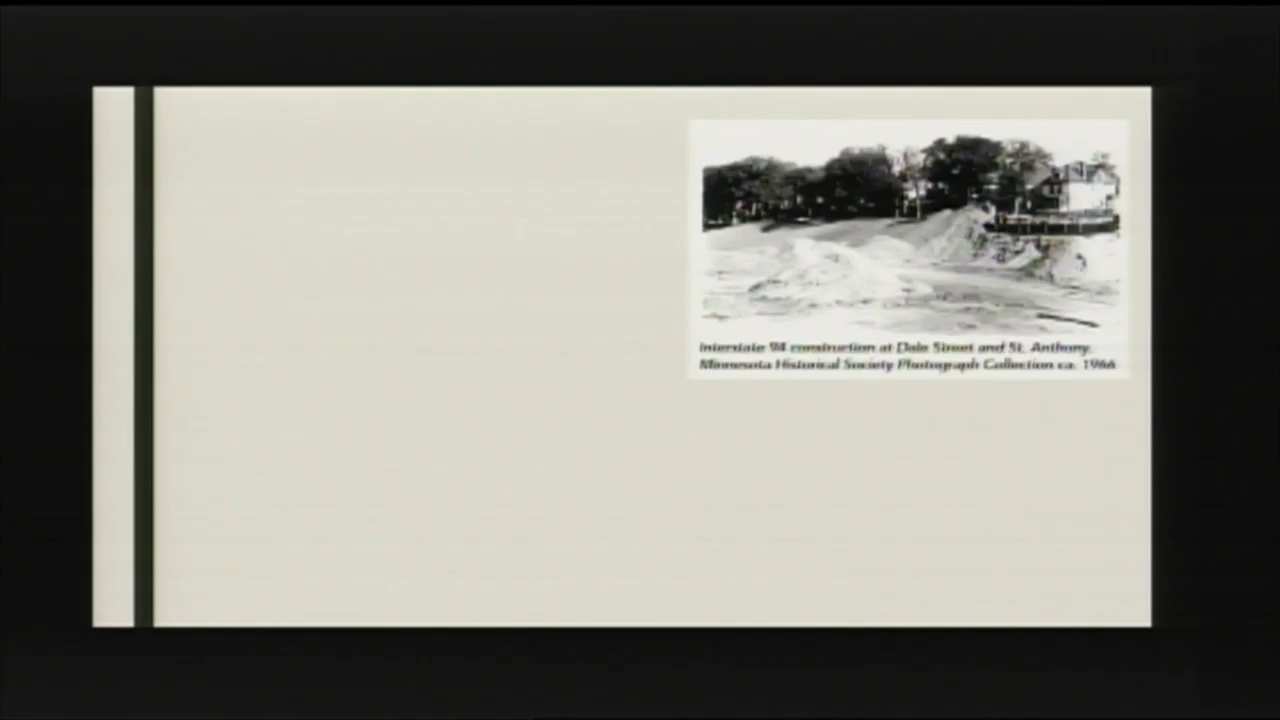 Interstate 94 construction at Dale Street and St. Anthony.
Minnesota Historical Society Photograph Collection ca. 1966